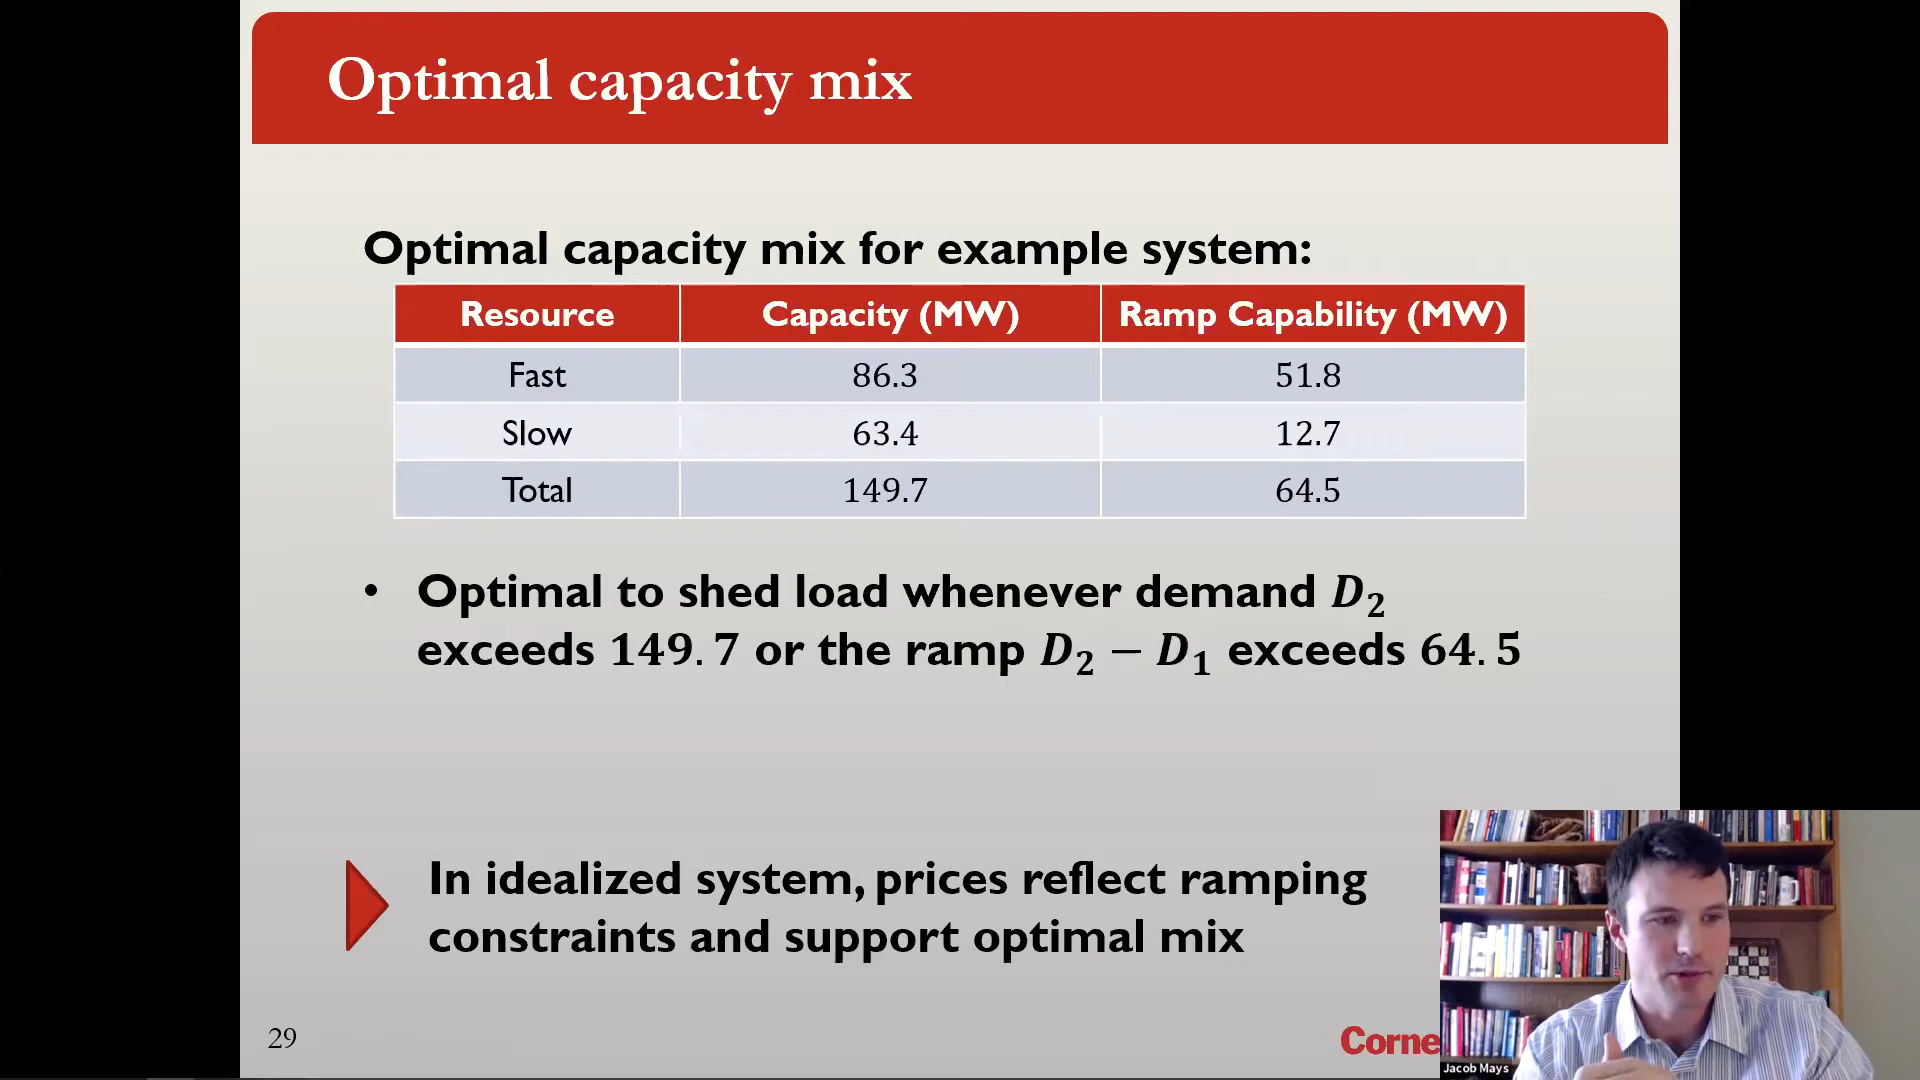 Optimal capacity mix
Optimal capacity mix for example system:
Resource Capacity (MW) Ramp Capability (MW)
Fast 86.3 51.8
Slow 63.4 12.7
Total 149.7 64.5
• Optimal to shed load whenever demand D₂
exceeds 149.7 or the ramp D₂ − D₁ exceeds 64.5
In idealized system, prices reflect ramping
constraints and support optimal mix
29
Corne
Jacob Mays